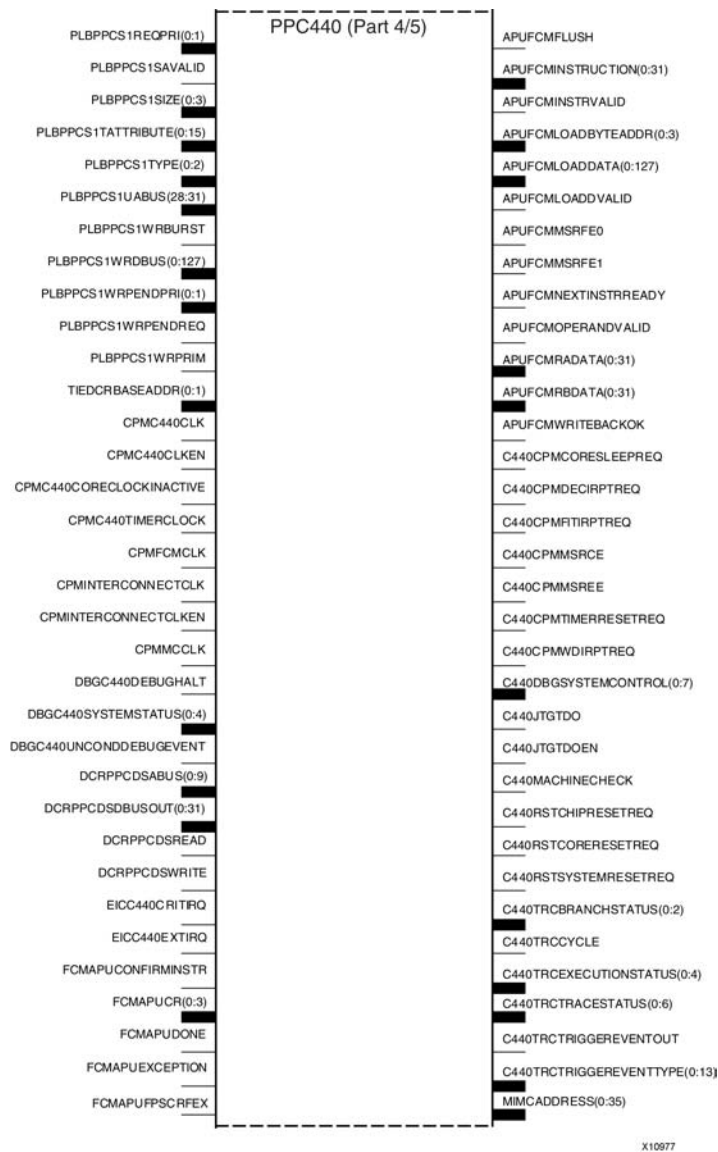 PPC440 (Part 4/5)
PLBPPCS1REQPRI(0:1)
PLBPPCS1SAVALID
PLBPPCS1SIZE(0:3)
PLBPPCS1TATTRIBUTE(0:15)
PLBPPCS1TYPE(0:2)
PLBPPCS1UABUS(28:31)
PLBPPCS1WRBURST
PLBPPCS1WRDBUS(0:127)
PLBPPCS1WRPENDPRI(0:1)
PLBPPCS1WRPENDREQ
PLBPPCS1WRPRIM
TIEDCRBASEADDR(0:1)
CPMC440CLK
CPMC440CLKEN
CPMC440CORECLOCKINACTIVE
CPMC440TIMERCLOCK
CPMFCMCLK
CPMINTERCONNECTCLK
CPMINTERCONNECTCLKEN
CPMMCCLK
DBGC440DEBUGHALT
DBGC440SYSTEMSTATUS(0:4)
DBGC440UNCONDDEBUGEVENT
DCRPPCDSABUS(0:9)
DCRPPCDSDBUSOUT(0:31)
DCRPPCDSREAD
DCRPPCDSWRITE
EICC440CRITIRQ
EICC440EXTIRQ
FCMAPUCONFIRMINSTR
FCMAPUCR(0:3)
FCMAPUDONE
FCMAPUEXCEPTION
FCMAPUFPSCRFEX
APUFCMFLUSH
APUFCMINSTRUCTION(0:31)
APUFCMINSTRVALID
APUFCMLOADBYTEADDR(0:3)
APUFCMLOADDATA(0:127)
APUFCMLOADDVALID
APUFCMMSRFE0
APUFCMMSRFE1
APUFCMNEXTINSTRREADY
APUFCMOPERANDVALID
APUFCMRADATA(0:31)
APUFCMRBDATA(0:31)
APUFCMWRITEBACKOK
C440CPMCORESLEEPREQ
C440CPMDECIRPTREQ
C440CPMFITIRPTREQ
C440CPMMSRCE
C440CPMMSREE
C440CPMTIMERRESETREQ
C440CPMWDIRPTREQ
C440DBGSYSTEMCONTROL(0:7)
C440JTGTDO
C440JTGTDOEN
C440MACHINECHECK
C440RSTCHIPRESETREQ
C440RSTCORERESETREQ
C440RSTSYSTEMRESETREQ
C440TRCBRANCHSTATUS(0:2)
C440TRCCYCLE
C440TRCEXECUTIONSTATUS(0:4)
C440TRCTRACESTATUS(0:6)
C440TRCTRIGGEREVENTOUT
C440TRCTRIGGEREVENTTYPE(0:13)
MIMCADDRESS(0:35)
X10977